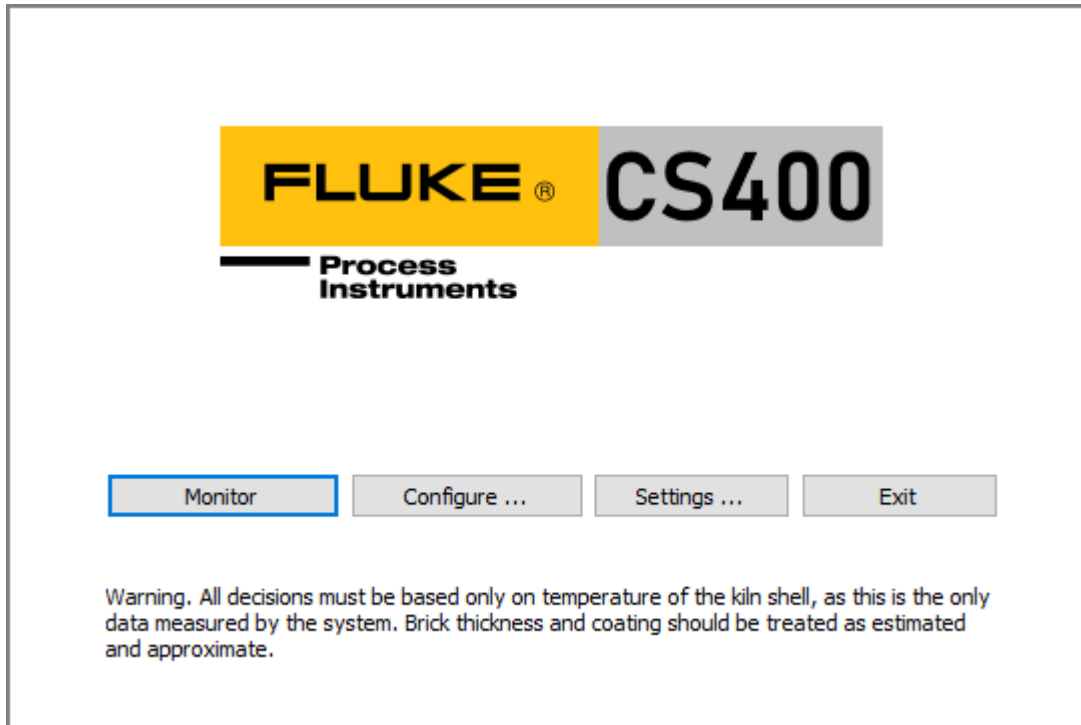 FLUKE ® CS400
Process
Instruments
Monitor Configure ... Settings ... Exit
Warning. All decisions must be based only on temperature of the kiln shell, as this is the only
data measured by the system. Brick thickness and coating should be treated as estimated
and approximate.